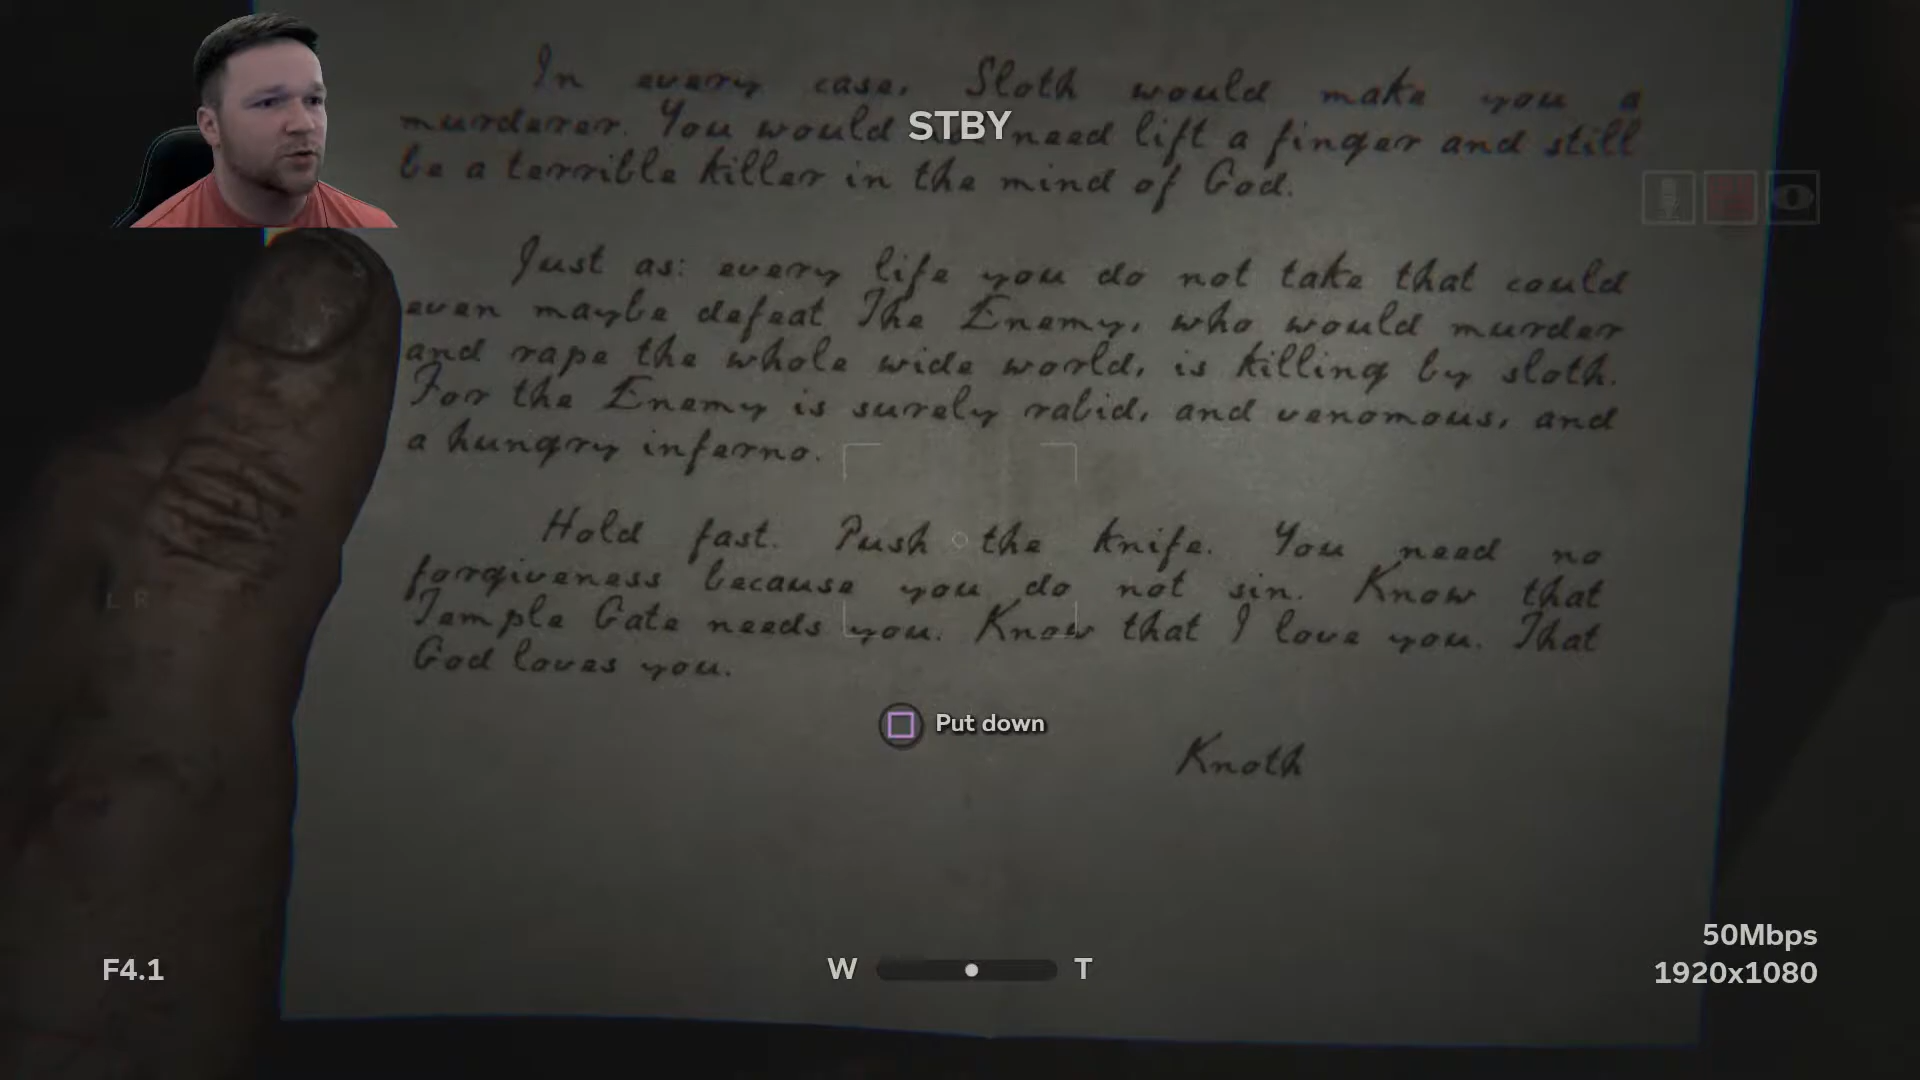 In every case, Sloth would make you a
STBY
murderer. You would need lift a finger and still
be a terrible killer in the mind of God.
Just as: every life you do not take that could
even maybe defeat The Enemy, who would murder
and rape the whole wide world, is killing by sloth.
For the Enemy is surely rabid, and venomous, and
a hungry inferno.
Hold fast. Push the knife. You need no
forgiveness because you do not sin. Know that
L R
Temple Gate needs you. Know that I love you. That
God loves you.
Put down
Knoth
50Mbps
F4.1
W T
1920x1080